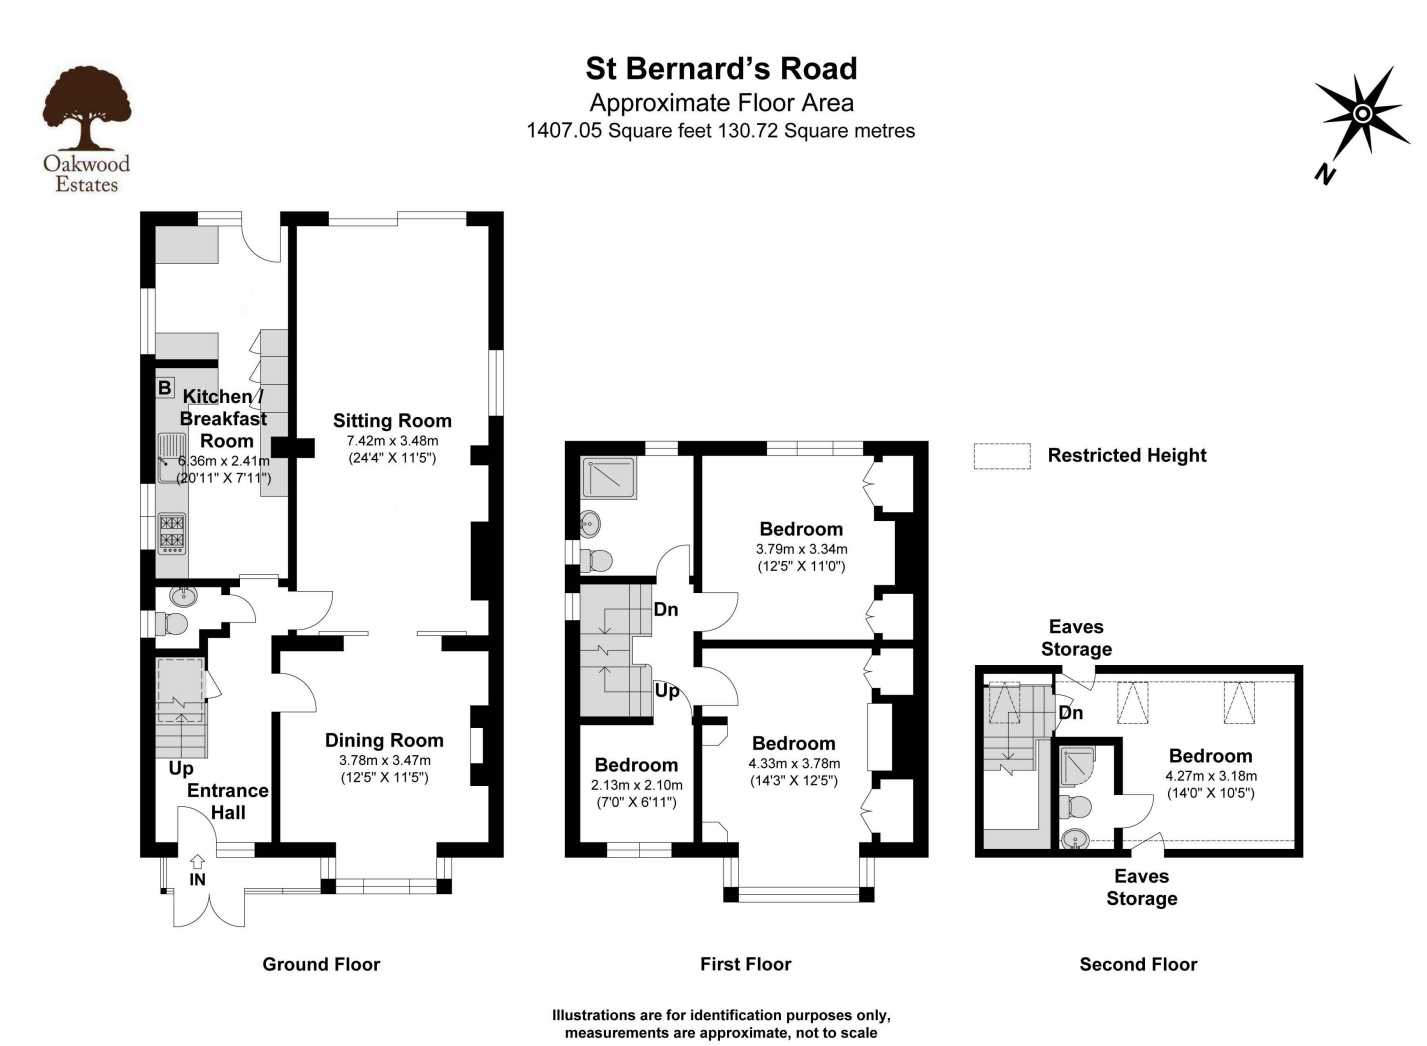 St Bernard's Road
Approximate Floor Area
1407.05 Square feet 130.72 Square metres
Oakwood
Estates
N
B
Kitchen /
Breakfast
Room
6.36m x 2.41m
(20'11" X 7'11")
Sitting Room
7.42m x 3.48m
(24'4" X 11'5")
Dining Room
3.78m x 3.47m
(12'5" X 11'5")
Up
Entrance
Hall
IN
Ground Floor
Bedroom
3.79m x 3.34m
(12'5" X 11'0")
Dn
Up
Bedroom
4.33m x 3.78m
(14'3" X 12'5")
Bedroom
2.13m x 2.10m
(7'0" X 6'11")
First Floor
Restricted Height
Eaves
Storage
Dn
Bedroom
4.27m x 3.18m
(14'0" X 10'5")
Eaves
Storage
Second Floor
Illustrations are for identification purposes only,
measurements are approximate, not to scale